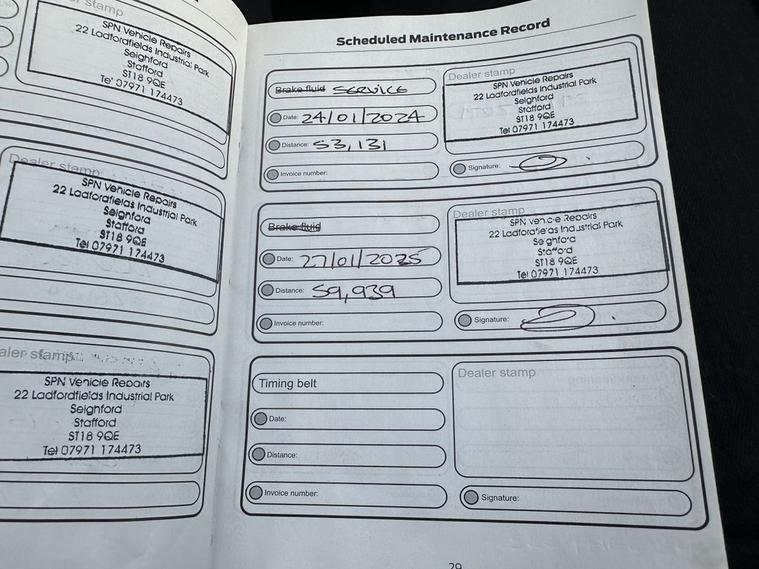 stamp
SPN Vehicle Repairs
22 Ladfordfields Industrial Park
Seighford
Stafford
ST18 9QE
Tel 07971 174473
Dealer stamp
SPN Vehicle Repairs
22 Ladfordfields Industrial Park
Seighford
Stafford
ST18 9QE
Tel 07971 174473
aler stamp
SPN Vehicle Repairs
22 Ladfordfields Industrial Park
Seighford
Stafford
ST18 9QE
Tel 07971 174473
Scheduled Maintenance Record
Brake fluid SERVICE
Date: 24/01/2024
Distance: 53,131
Invoice number:
Dealer stamp
SPN Vehicle Repairs
22 Ladfordfields Industrial Park
Seighford
Stafford
ST18 9QE
Tel 07971 174473
Signature:
Brake fluid
Date: 27/01/2025
Distance: 59,939
Invoice number:
Dealer stamp
SPN Vehicle Repairs
22 Ladfordfields Industrial Park
Seighford
Stafford
ST18 9QE
Tel 07971 174473
Signature:
Timing belt
Date:
Distance:
Invoice number:
Dealer stamp
Signature: